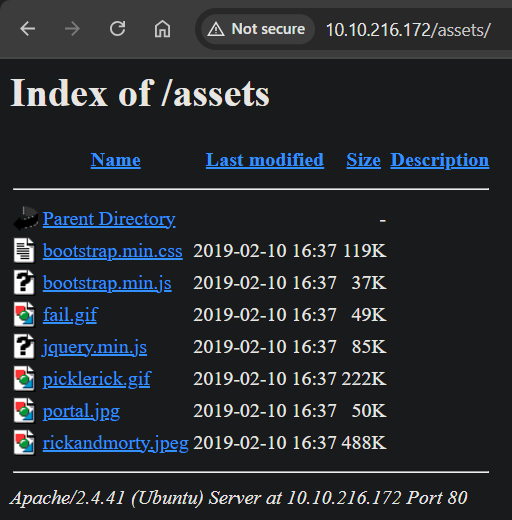 Not secure 10.10.216.172/assets/
Index of /assets
Name Last modified Size Description
Parent Directory -
bootstrap.min.css 2019-02-10 16:37 119K
bootstrap.min.js 2019-02-10 16:37 37K
fail.gif 2019-02-10 16:37 49K
jquery.min.js 2019-02-10 16:37 85K
picklerick.gif 2019-02-10 16:37 222K
portal.jpg 2019-02-10 16:37 50K
rickandmorty.jpeg 2019-02-10 16:37 488K
Apache/2.4.41 (Ubuntu) Server at 10.10.216.172 Port 80